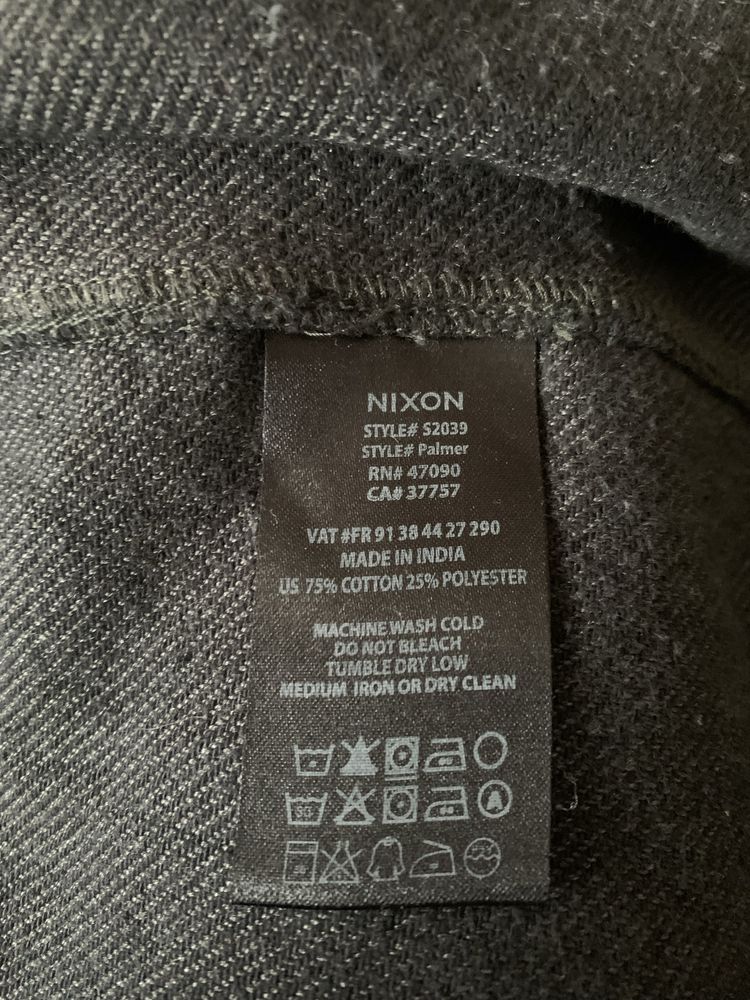 NIXON
STYLE# S2039
STYLE# Palmer
RN# 47090
CA# 37757
VAT #FR 91 38 44 27 290
MADE IN INDIA
US 75% COTTON 25% POLYESTER
MACHINE WASH COLD
DO NOT BLEACH
TUMBLE DRY LOW
MEDIUM IRON OR DRY CLEAN
A